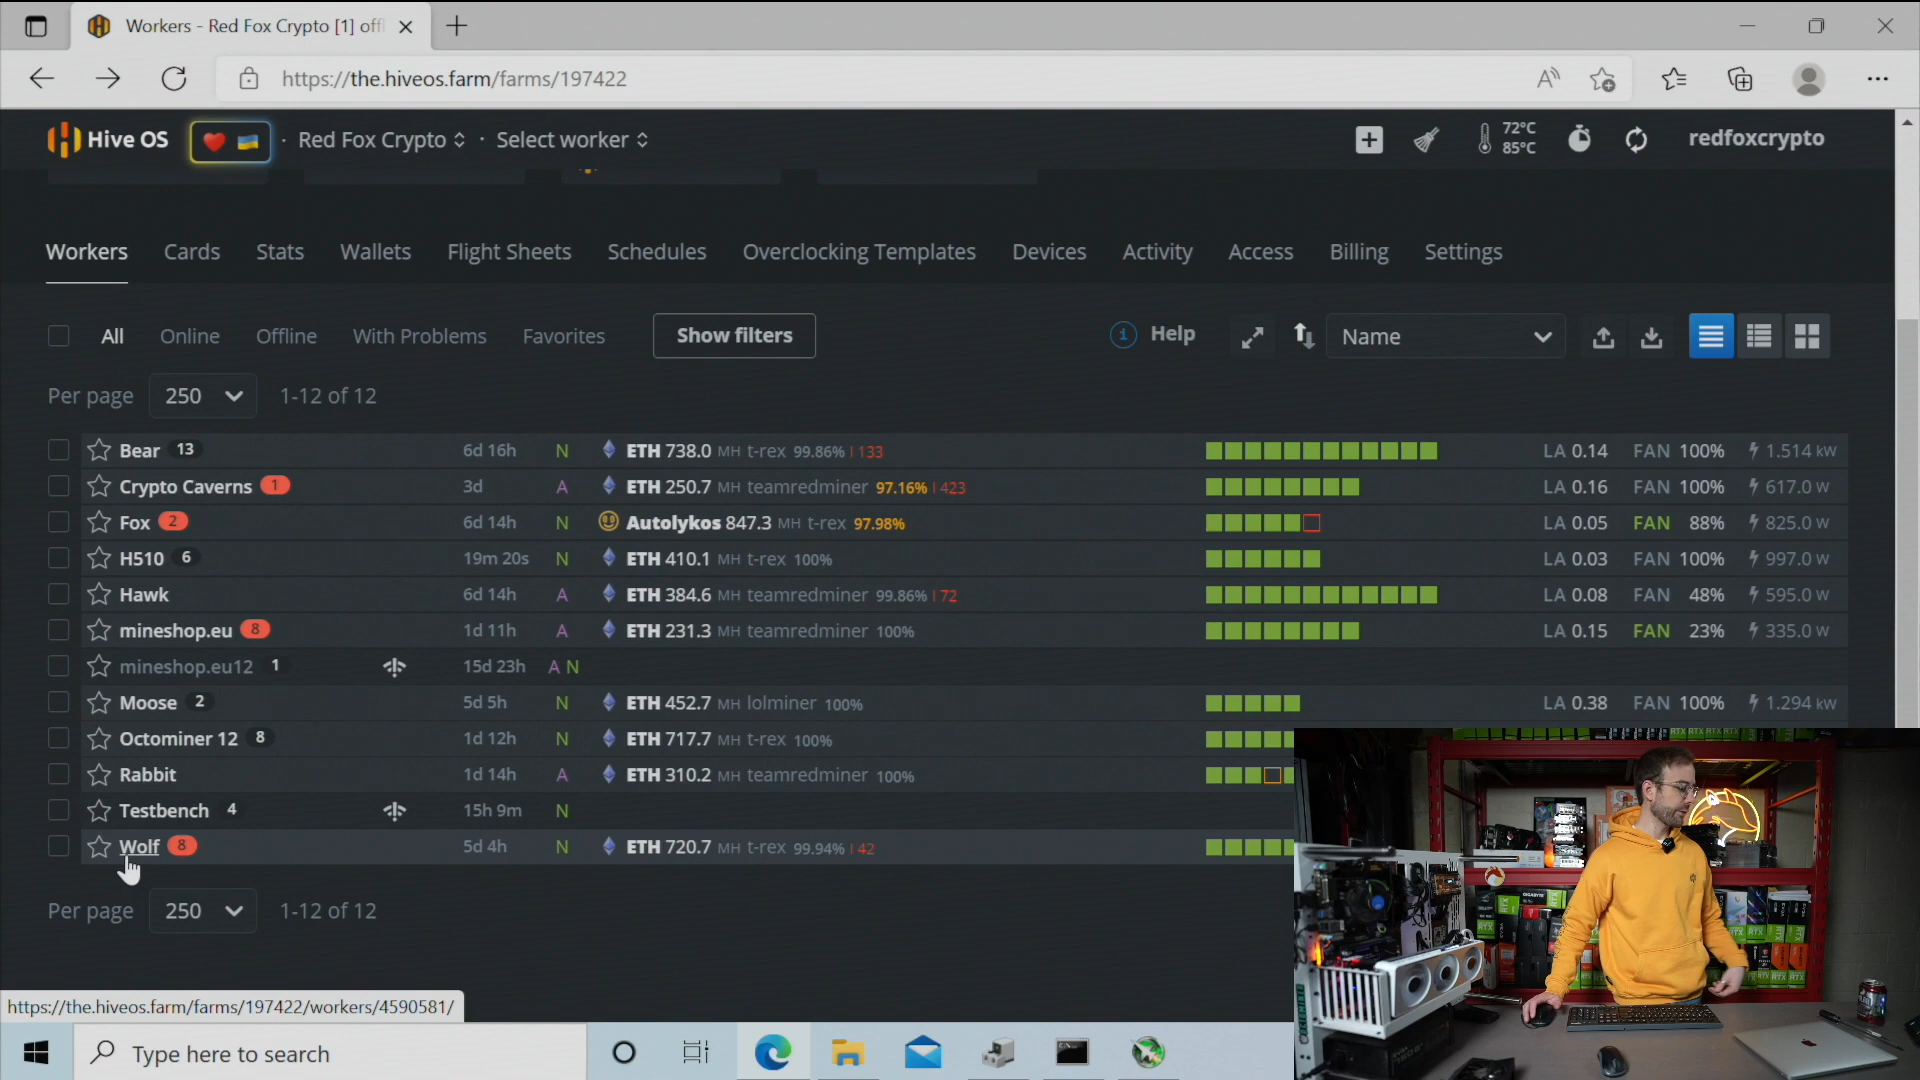 Workers - Red Fox Crypto [1] offl
https://the.hiveos.farm/farms/197422
Hive OS · Red Fox Crypto · Select worker 72°C 85°C redfoxcrypto
Workers Cards Stats Wallets Flight Sheets Schedules Overclocking Templates Devices Activity Access Billing Settings
All Online Offline With Problems Favorites Show filters Help Name
Per page 250 1-12 of 12
Bear 13 6d 16h N ETH 738.0 MH t-rex 99.86% | 133 LA 0.14 FAN 100% 1.514 kW
Crypto Caverns 1 3d A ETH 250.7 MH teamredminer 97.16% | 423 LA 0.16 FAN 100% 617.0 W
Fox 2 6d 14h N Autolykos 847.3 MH t-rex 97.98% LA 0.05 FAN 88% 825.0 W
H510 6 19m 20s N ETH 410.1 MH t-rex 100% LA 0.03 FAN 100% 997.0 W
Hawk 6d 14h A ETH 384.6 MH teamredminer 99.86% | 72 LA 0.08 FAN 48% 595.0 W
mineshop.eu 8 1d 11h A ETH 231.3 MH teamredminer 100% LA 0.15 FAN 23% 335.0 W
mineshop.eu12 1 15d 23h A N
Moose 2 5d 5h N ETH 452.7 MH lolminer 100% LA 0.38 FAN 100% 1.294 kW
Octominer 12 8 1d 12h N ETH 717.7 MH t-rex 100%
Rabbit 1d 14h A ETH 310.2 MH teamredminer 100%
Testbench 4 15h 9m N
Wolf 8 5d 4h N ETH 720.7 MH t-rex 99.94% | 42
Per page 250 1-12 of 12
https://the.hiveos.farm/farms/197422/workers/4590581/
Type here to search